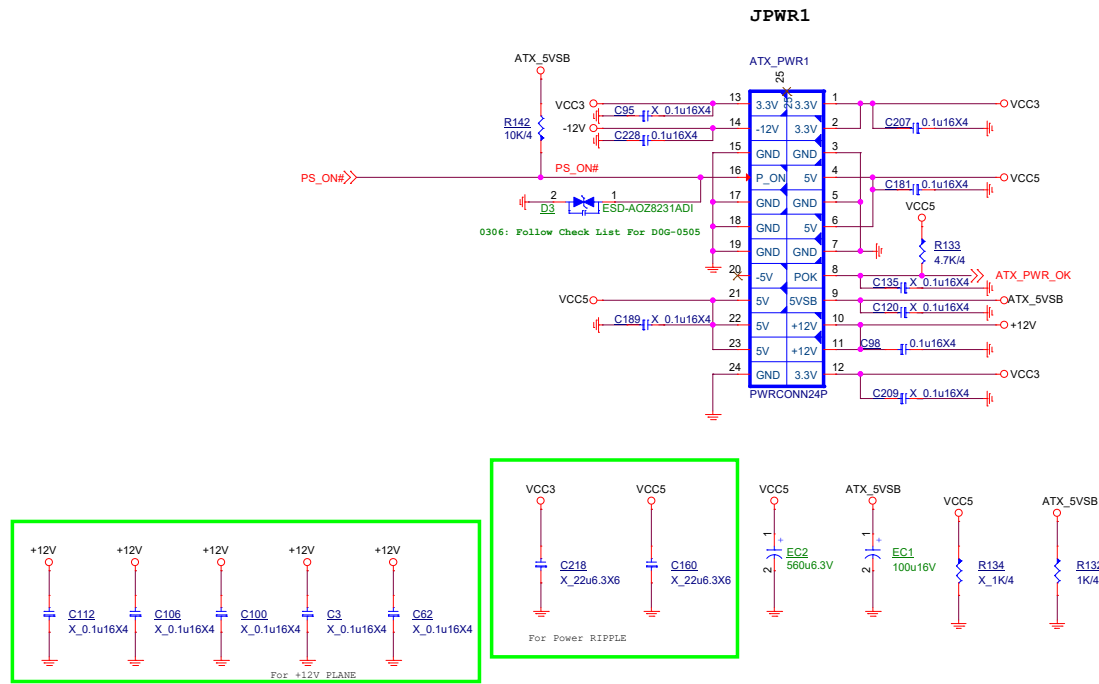 JPWR1
ATX_PWR1
25
25
ATX_5VSB
R142
10K/4
VCC3
C95 X_0.1u16X4
-12V
C228 0.1u16X4
PS_ON#
PS_ON#
2 1
D3 ESD-AOZ8231ADI
0306: Follow Check List For D0G-0505
VCC5
C189 X_0.1u16X4
13 3.3V 3.3V 1
14 -12V 3.3V 2
15 GND GND 3
16 P_ON 5V 4
17 GND GND 5
18 GND 5V 6
19 GND GND 7
20 -5V POK 8
21 5V 5VSB 9
22 5V +12V 10
23 5V +12V 11
24 GND 3.3V 12
PWRCONN24P
VCC3
C207 0.1u16X4
VCC5
C181 0.1u16X4
VCC5
R133
4.7K/4
ATX_PWR_OK
C135 X_0.1u16X4
ATX_5VSB
C120 X_0.1u16X4
+12V
C98 0.1u16X4
VCC3
C209 X_0.1u16X4
+12V +12V +12V +12V +12V
C112 C106 C100 C3 C62
X_0.1u16X4 X_0.1u16X4 X_0.1u16X4 X_0.1u16X4 X_0.1u16X4
For +12V PLANE
VCC3 VCC5
C218 C160
X_22u6.3X6 X_22u6.3X6
For Power RIPPLE
VCC5
1
+
EC2
560u6.3V
2
ATX_5VSB
1
+
EC1
100u16V
2
VCC5
R134
X_1K/4
ATX_5VSB
R132
1K/4